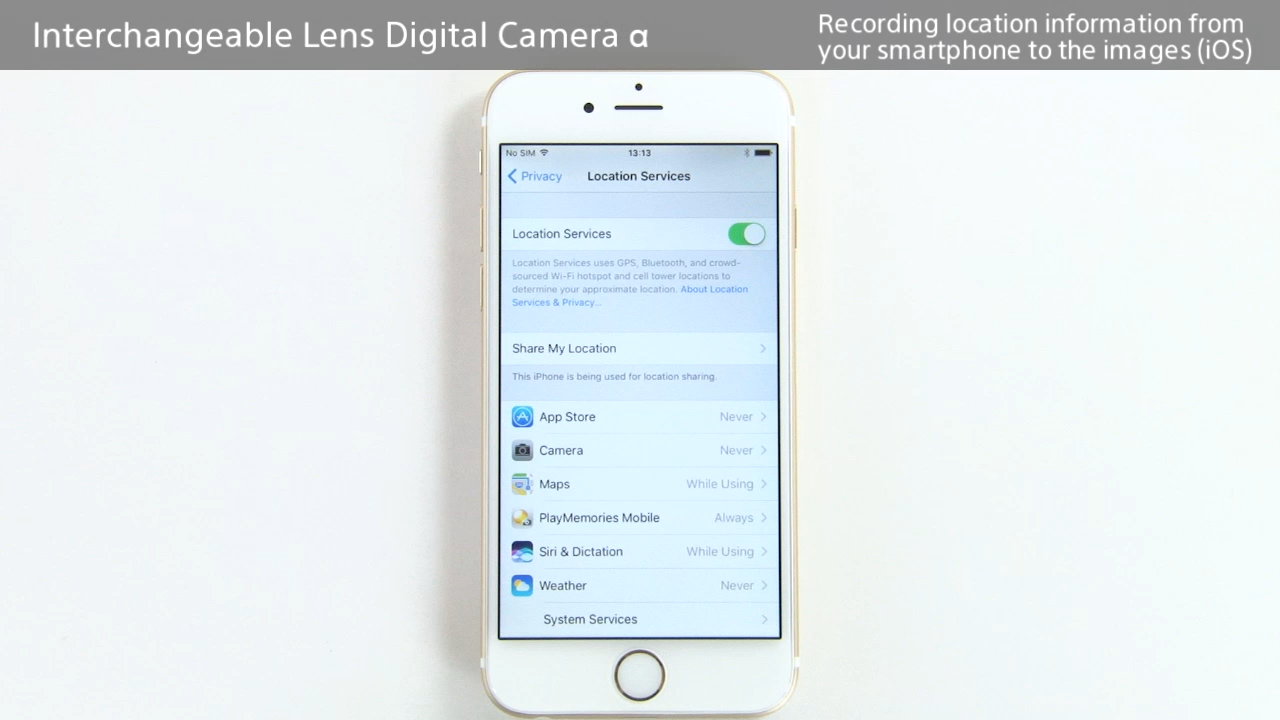 Interchangeable Lens Digital Camera α
Recording location information from
your smartphone to the images (iOS)
No SIM 13:13
Privacy Location Services
Location Services
Location Services uses GPS, Bluetooth, and crowd-
sourced Wi-Fi hotspot and cell tower locations to
determine your approximate location. About Location
Services & Privacy...
Share My Location
This iPhone is being used for location sharing.
App Store Never
Camera Never
Maps While Using
PlayMemories Mobile Always
Siri & Dictation While Using
Weather Never
System Services